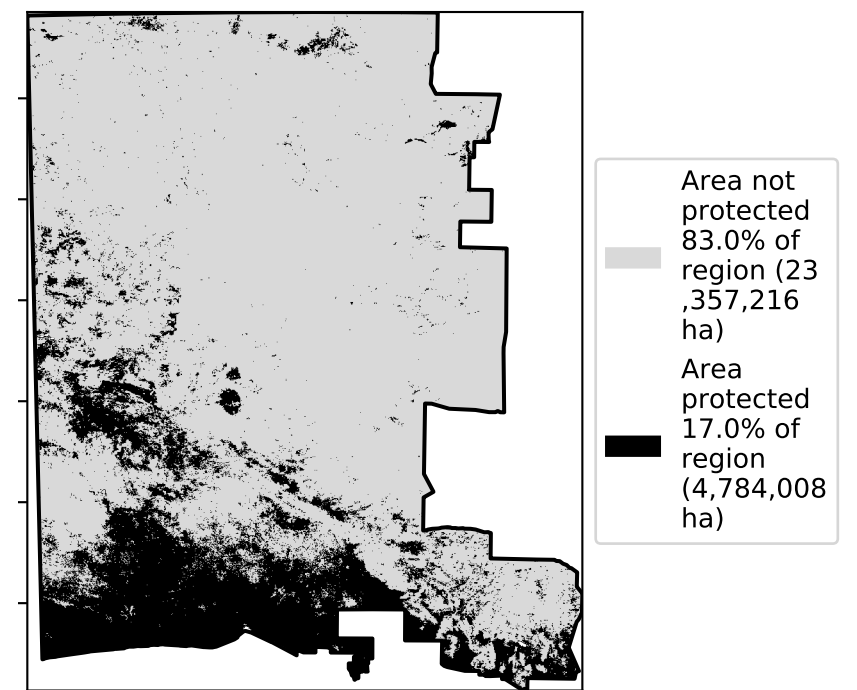 Area not
protected
83.0% of
region (23
,357,216
ha)
Area
protected
17.0% of
region
(4,784,008
ha)